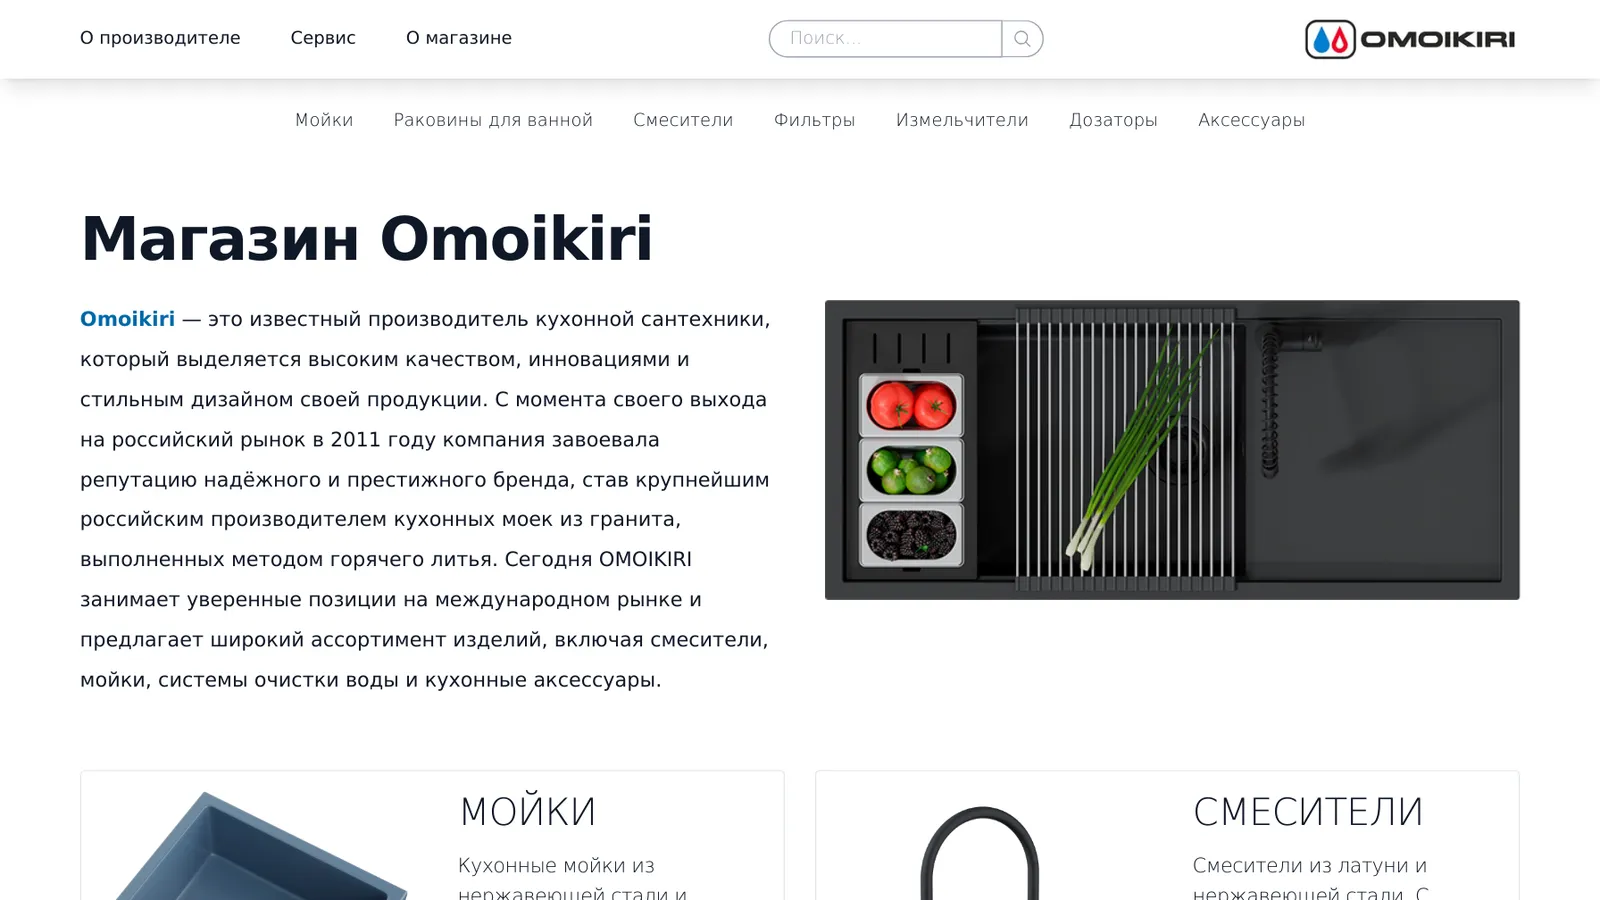 О производителе
Сервис
О магазине
Поиск...
OMOIKIRI
Мойки
Раковины для ванной
Смесители
Фильтры
Измельчители
Дозаторы
Аксессуары
Магазин Omoikiri
Omoikiri — это известный производитель кухонной сантехники,
который выделяется высоким качеством, инновациями и
стильным дизайном своей продукции. С момента своего выхода
на российский рынок в 2011 году компания завоевала
репутацию надёжного и престижного бренда, став крупнейшим
российским производителем кухонных моек из гранита,
выполненных методом горячего литья. Сегодня OMOIKIRI
занимает уверенные позиции на международном рынке и
предлагает широкий ассортимент изделий, включая смесители,
мойки, системы очистки воды и кухонные аксессуары.
МОЙКИ
Кухонные мойки из
нержавеющей стали и
СМЕСИТЕЛИ
Смесители из латуни и
нержавеющей стали. С